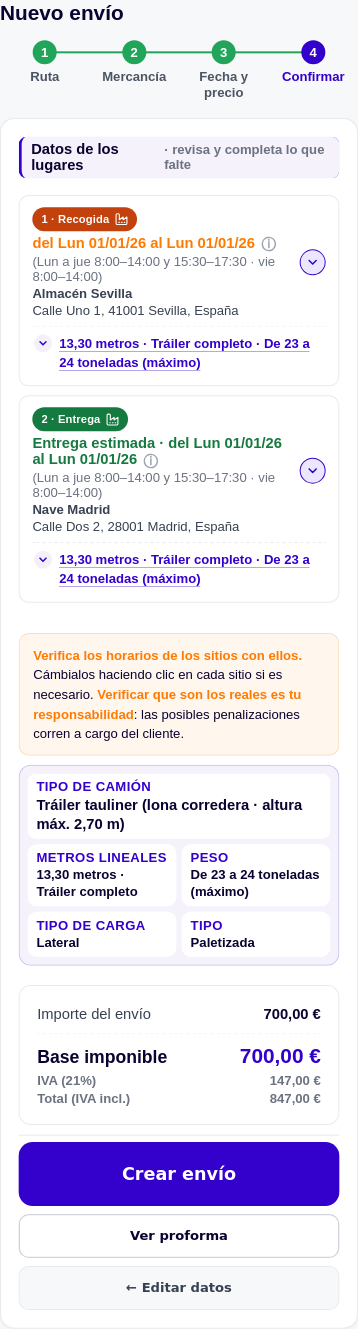 Nuevo envío
1 2 3 4
Ruta Mercancía Fecha y precio Confirmar
Datos de los lugares · revisa y completa lo que falte
1 · Recogida
del Lun 01/01/26 al Lun 01/01/26 ⓘ
(Lun a jue 8:00–14:00 y 15:30–17:30 · vie
8:00–14:00)
Almacén Sevilla
Calle Uno 1, 41001 Sevilla, España
13,30 metros · Tráiler completo · De 23 a
24 toneladas (máximo)
2 · Entrega
Entrega estimada · del Lun 01/01/26
al Lun 01/01/26 ⓘ
(Lun a jue 8:00–14:00 y 15:30–17:30 · vie
8:00–14:00)
Nave Madrid
Calle Dos 2, 28001 Madrid, España
13,30 metros · Tráiler completo · De 23 a
24 toneladas (máximo)
Verifica los horarios de los sitios con ellos.
Cámbialos haciendo clic en cada sitio si es
necesario. Verificar que son los reales es tu
responsabilidad: las posibles penalizaciones
corren a cargo del cliente.
TIPO DE CAMIÓN
Tráiler tauliner (lona corredera · altura
máx. 2,70 m)
METROS LINEALES
13,30 metros ·
Tráiler completo
PESO
De 23 a 24 toneladas
(máximo)
TIPO DE CARGA
Lateral
TIPO
Paletizada
Importe del envío 700,00 €
Base imponible 700,00 €
IVA (21%) 147,00 €
Total (IVA incl.) 847,00 €
Crear envío
Ver proforma
← Editar datos